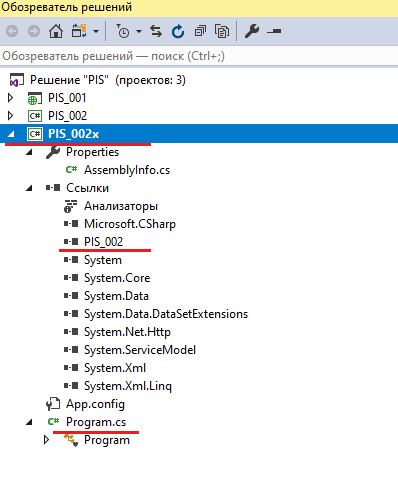 Обозреватель решений
Обозреватель решений — поиск (Ctrl+;)
Решение "PIS" (проектов: 3)
PIS_001
C# PIS_002
C# PIS_002x
Properties
C# AssemblyInfo.cs
Ссылки
Анализаторы
Microsoft.CSharp
PIS_002
System
System.Core
System.Data
System.Data.DataSetExtensions
System.Net.Http
System.ServiceModel
System.Xml
System.Xml.Linq
App.config
C# Program.cs
Program